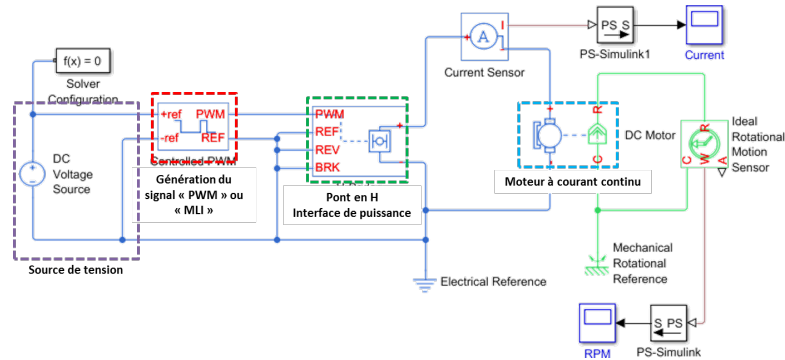 f(x) = 0
Solver
Configuration
DC
Voltage
Source
Source de tension
+ref
-ref
PWM
REF
Controlled PWM
Génération du
signal « PWM » ou
« MLI »
PWM
REF
REV
BRK
+
-
Pont en H
Interface de puissance
+
-
I
A
Current Sensor
PS S
PS-Simulink1
Current
+
-
R
C
DC Motor
Moteur à courant continu
R
C
W
A
Ideal
Rotational
Motion
Sensor
Mechanical
Rotational
Reference
Electrical Reference
RPM
S PS
PS-Simulink